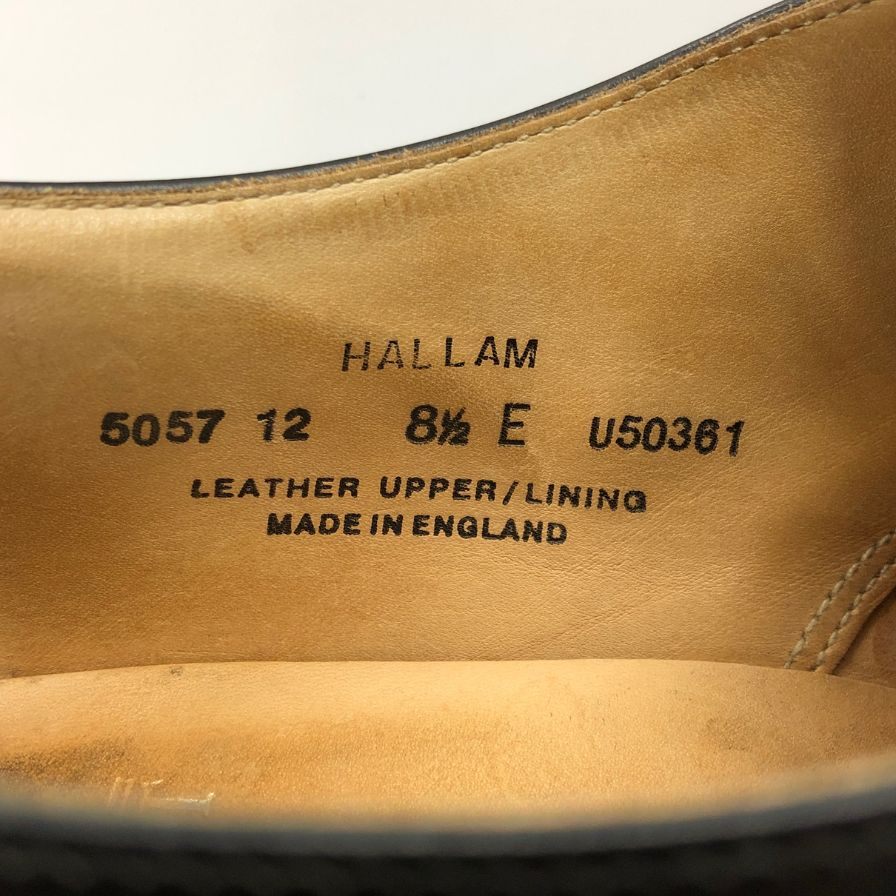 HALLAM
5057 12 8½ E U50361
LEATHER UPPER/LINING
MADE IN ENGLAND